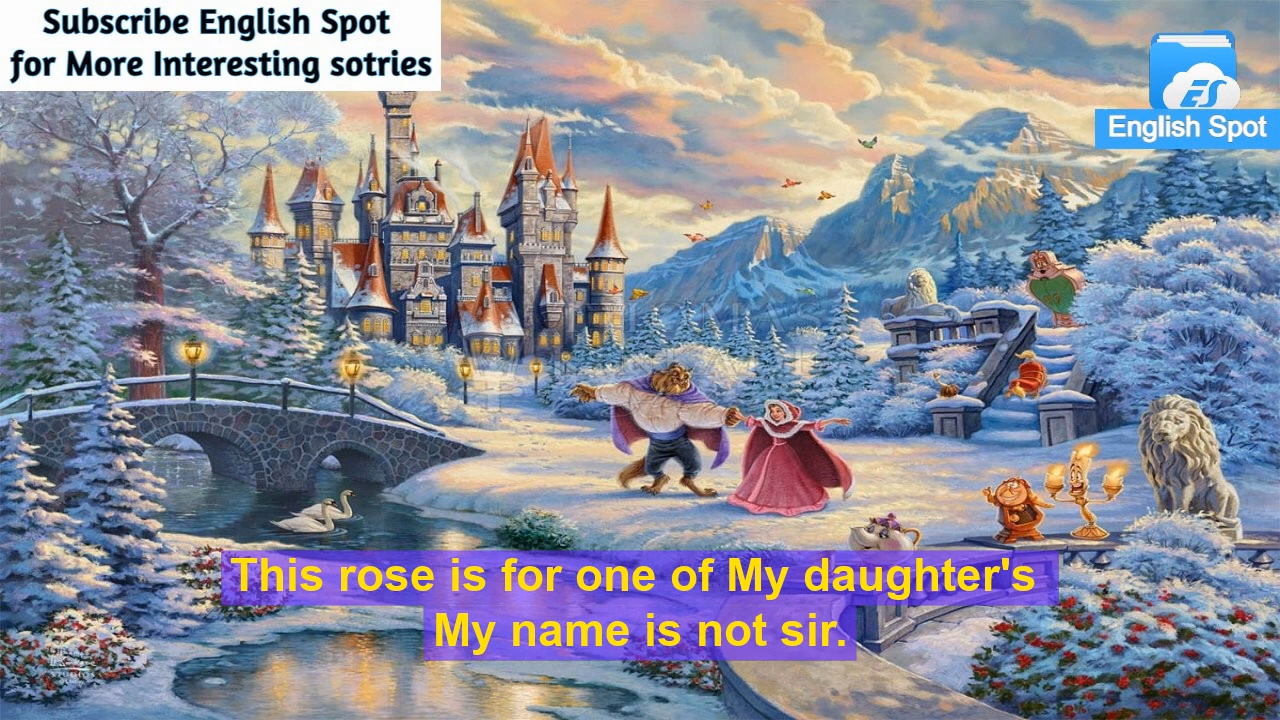 Subscribe English Spot
for More Interesting sotries
ES
English Spot
This rose is for one of My daughter's
My name is not sir.